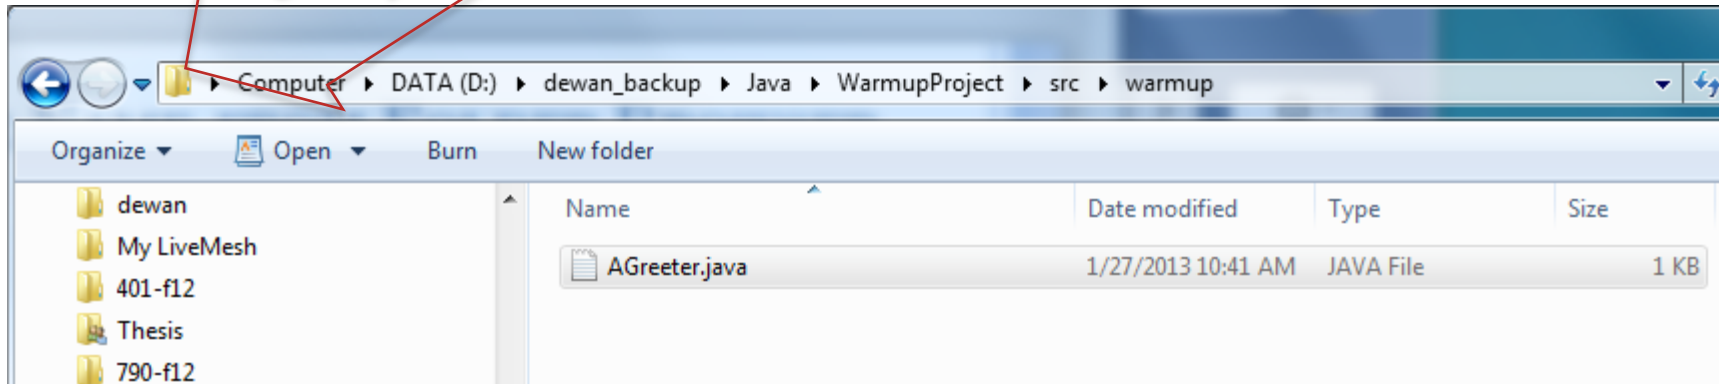 Computer DATA (D:) dewan_backup Java WarmupProject src warmup
Organize Open Burn New folder
Name Date modified Type Size
AGreeter.java 1/27/2013 10:41 AM JAVA File 1 KB
dewan
My LiveMesh
401-f12
Thesis
790-f12